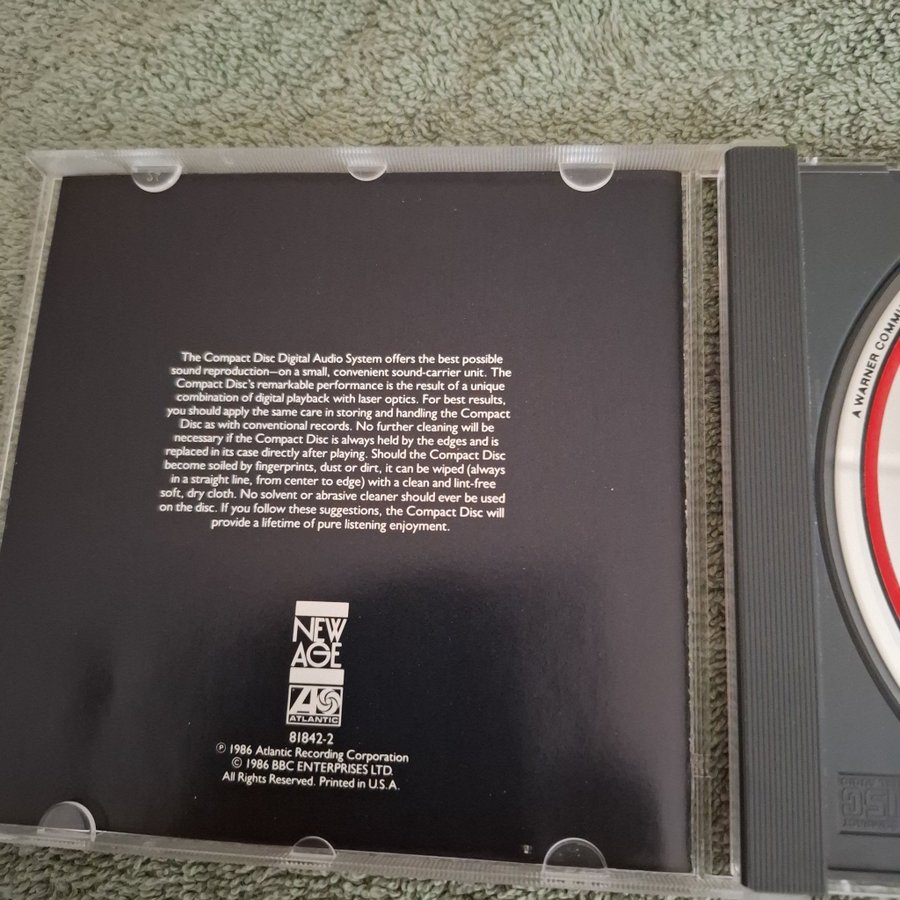 The Compact Disc Digital Audio System offers the best possible
sound reproduction—on a small, convenient sound-carrier unit. The
Compact Disc's remarkable performance is the result of a unique
combination of digital playback with laser optics. For best results,
you should apply the same care in storing and handling the Compact
Disc as with conventional records. No further cleaning will be
necessary if the Compact Disc is always held by the edges and is
replaced in its case directly after playing. Should the Compact Disc
become soiled by fingerprints, dust or dirt, it can be wiped (always
in a straight line, from center to edge) with a clean and lint-free
soft, dry cloth. No solvent or abrasive cleaner should ever be used
on the disc. If you follow these suggestions, the Compact Disc will
provide a lifetime of pure listening enjoyment.
NEW
AGE
ATLANTIC
81842-2
℗ 1986 Atlantic Recording Corporation
© 1986 BBC ENTERPRISES LTD.
All Rights Reserved. Printed in U.S.A.
A WARNER COMMU